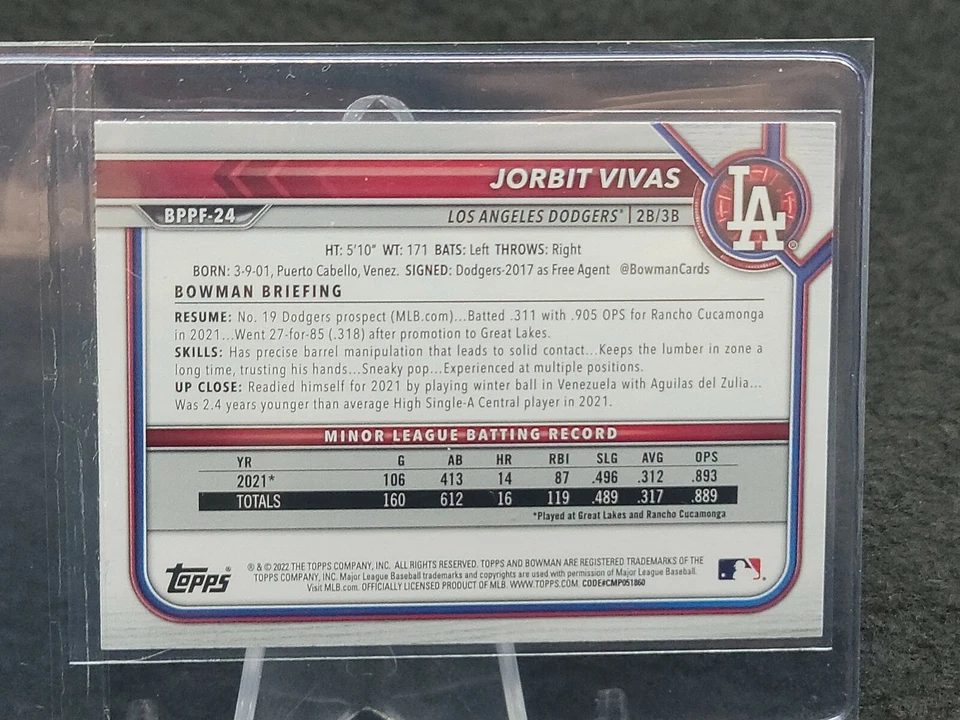 JORBIT VIVAS
LA
®
BPPF-24
LOS ANGELES DODGERS® | 2B/3B
HT: 5'10" WT: 171 BATS: Left THROWS: Right
BORN: 3-9-01, Puerto Cabello, Venez. SIGNED: Dodgers-2017 as Free Agent @BowmanCards
BOWMAN BRIEFING
RESUME: No. 19 Dodgers prospect (MLB.com)...Batted .311 with .905 OPS for Rancho Cucamonga
in 2021...Went 27-for-85 (.318) after promotion to Great Lakes.
SKILLS: Has precise barrel manipulation that leads to solid contact...Keeps the lumber in zone a
long time, trusting his hands...Sneaky pop...Experienced at multiple positions.
UP CLOSE: Readied himself for 2021 by playing winter ball in Venezuela with Aguilas del Zulia...
Was 2.4 years younger than average High Single-A Central player in 2021.
MINOR LEAGUE BATTING RECORD
YR G AB HR RBI SLG AVG OPS
2021* 106 413 14 87 .496 .312 .893
TOTALS 160 612 16 119 .489 .317 .889
*Played at Great Lakes and Rancho Cucamonga
TOPPS®
® & © 2022 THE TOPPS COMPANY, INC. ALL RIGHTS RESERVED. TOPPS AND BOWMAN ARE REGISTERED TRADEMARKS OF THE
TOPPS COMPANY, INC. Major League Baseball trademarks and copyrights are used with permission of Major League Baseball.
Visit MLB.com. OFFICIALLY LICENSED PRODUCT OF MLB. WWW.TOPPS.COM CODE#CMP051860